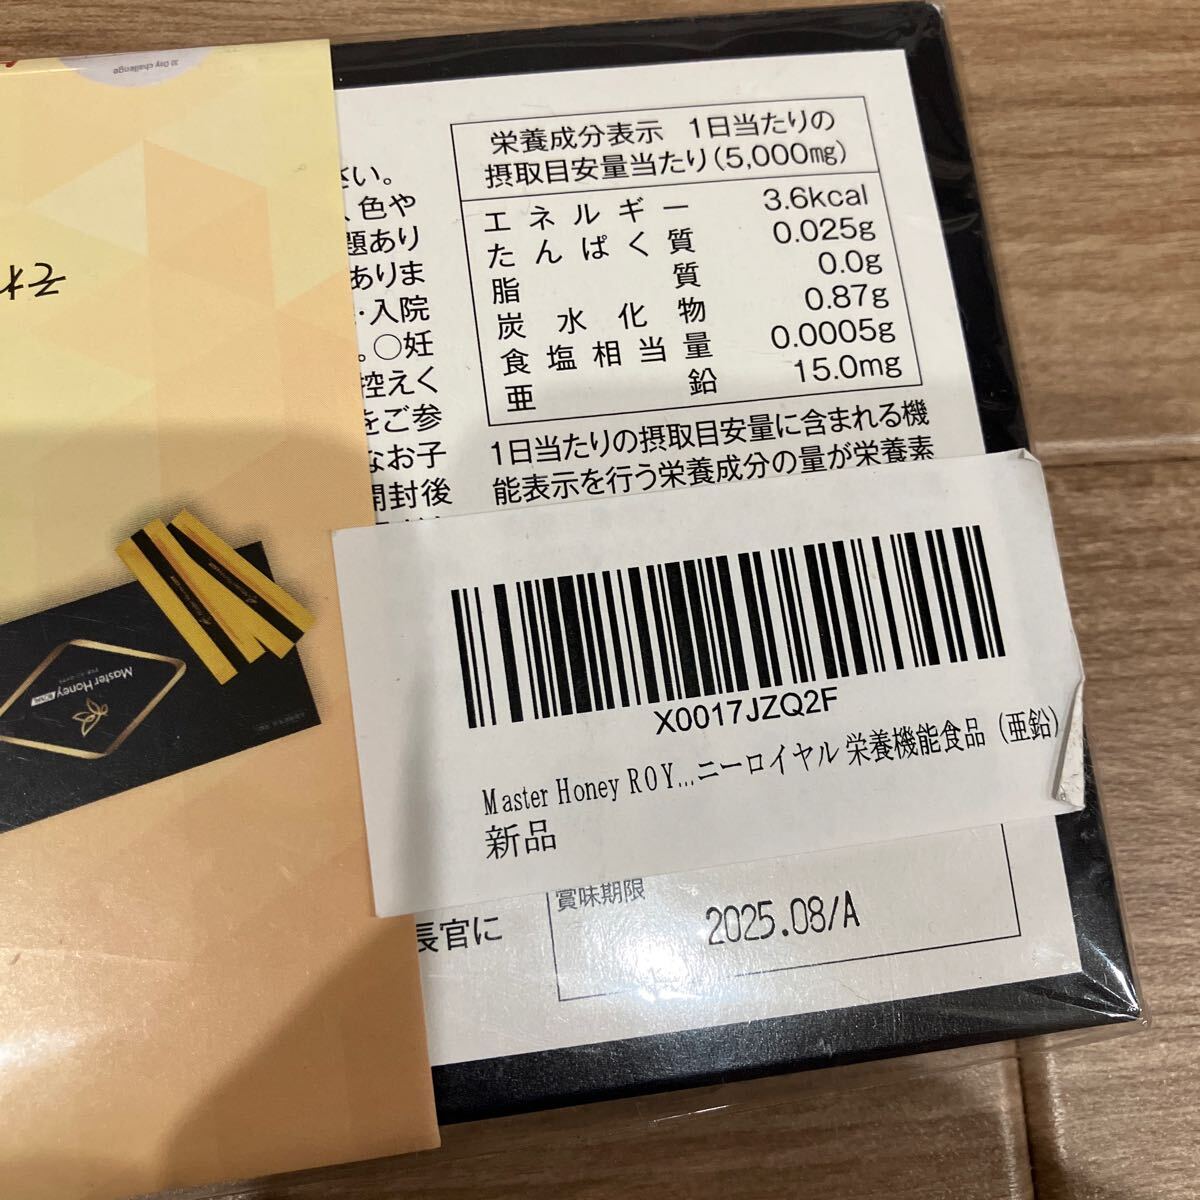 30 Day challenge
それ
さい。
、色や
題あり
ありま
・入院
。○妊
控えく
をご参
なお子
開封後
栄養成分表示 1日当たりの
摂取目安量当たり(5,000mg)
エネルギー 3.6kcal
たんぱく質 0.025g
脂質 0.0g
炭水化物 0.87g
食塩相当量 0.0005g
亜鉛 15.0mg
1日当たりの摂取目安量に含まれる機
能表示を行う栄養成分の量が栄養素
Master Honey ROYAL
X0017JZQ2F
Master Honey ROY...ニーロイヤル 栄養機能食品 (亜鉛)
新品
賞味期限
2025.08/A
長官に